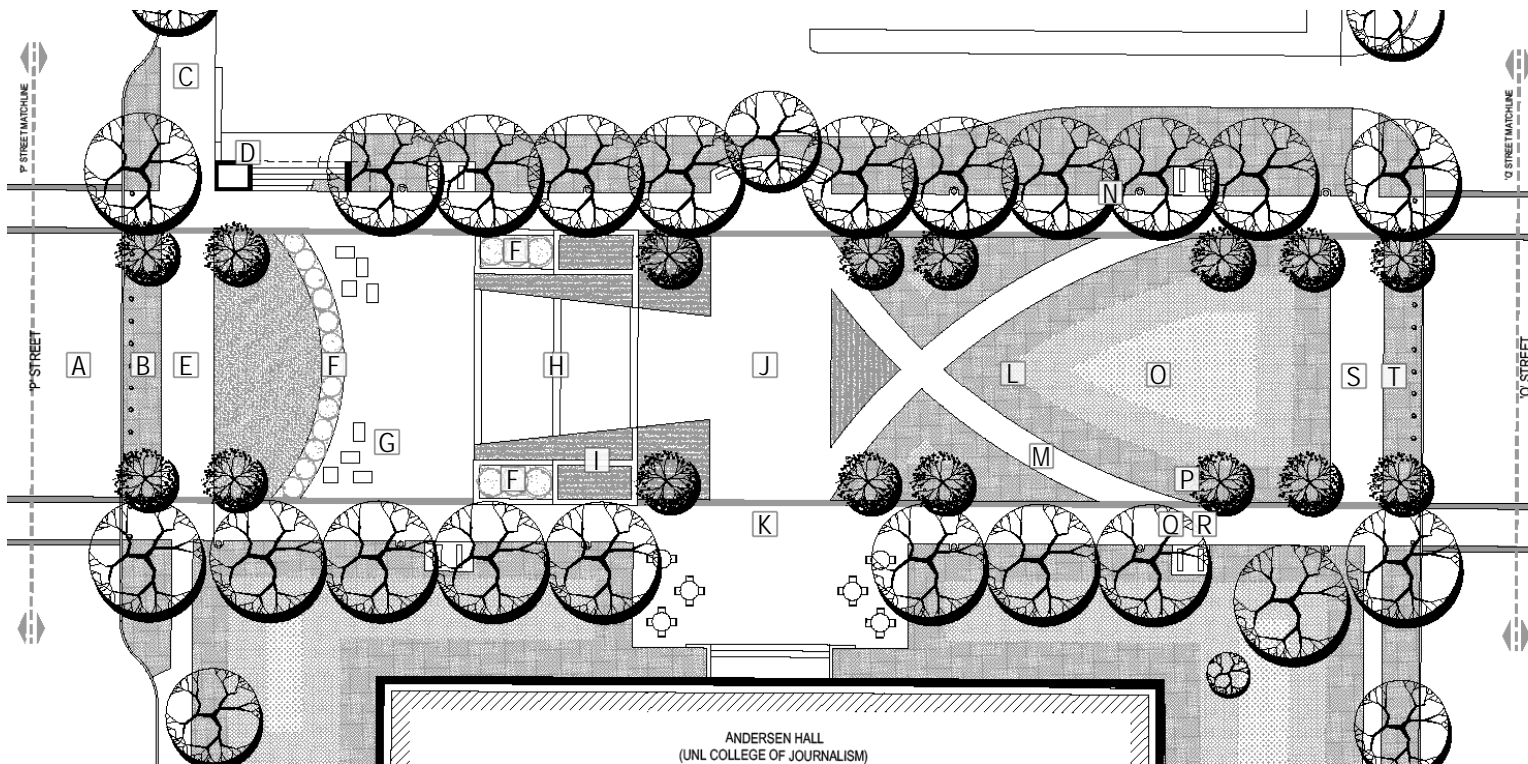 C
'P' STREET MATCHLINE
'Q' STREET MATCHLINE
D
N
F
'P' STREET
A
B
E
F
H
J
L
O
S
T
'Q' STREET
G
I
M
F
P
K
Q
R
ANDERSEN HALL
(UNL COLLEGE OF JOURNALISM)